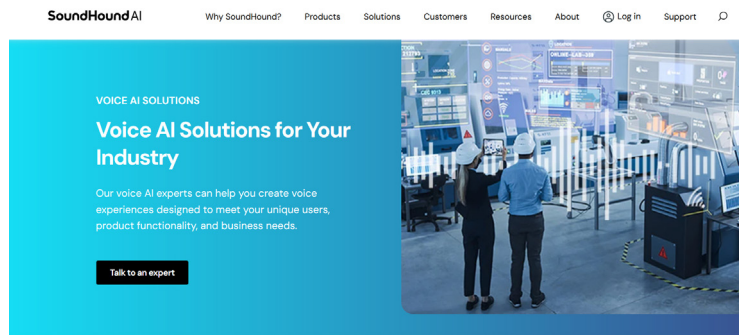 SoundHound AI
Why SoundHound?
Products
Solutions
Customers
Resources
About
Log in
Support
VOICE AI SOLUTIONS
Voice AI Solutions for Your
Industry
Our voice AI experts can help you create voice
experiences designed to meet your unique users,
product functionality, and business needs.
Talk to an expert